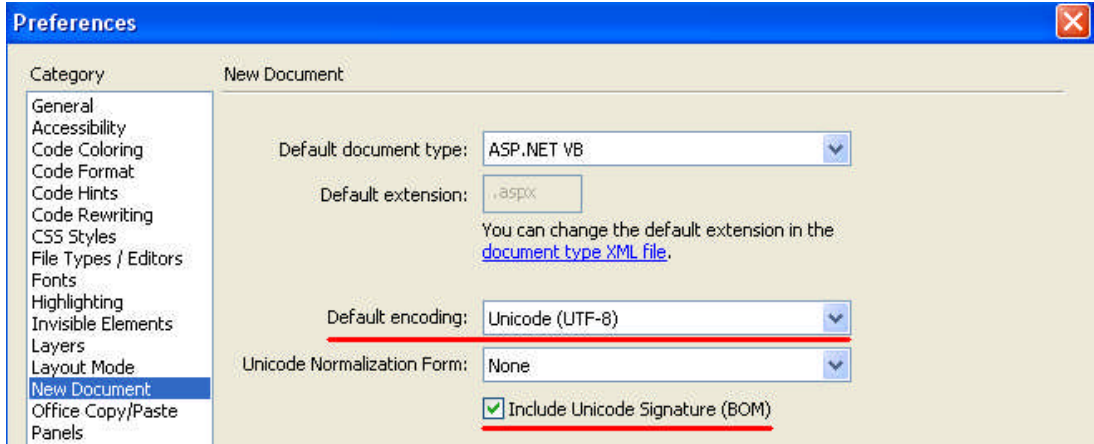 Preferences
Category
New Document
General
Accessibility
Code Coloring
Code Format
Code Hints
Code Rewriting
CSS Styles
File Types / Editors
Fonts
Highlighting
Invisible Elements
Layers
Layout Mode
New Document
Office Copy/Paste
Panels
Default document type: ASP.NET VB
Default extension: .aspx
You can change the default extension in the
document type XML file.
Default encoding: Unicode (UTF-8)
Unicode Normalization Form: None
Include Unicode Signature (BOM)